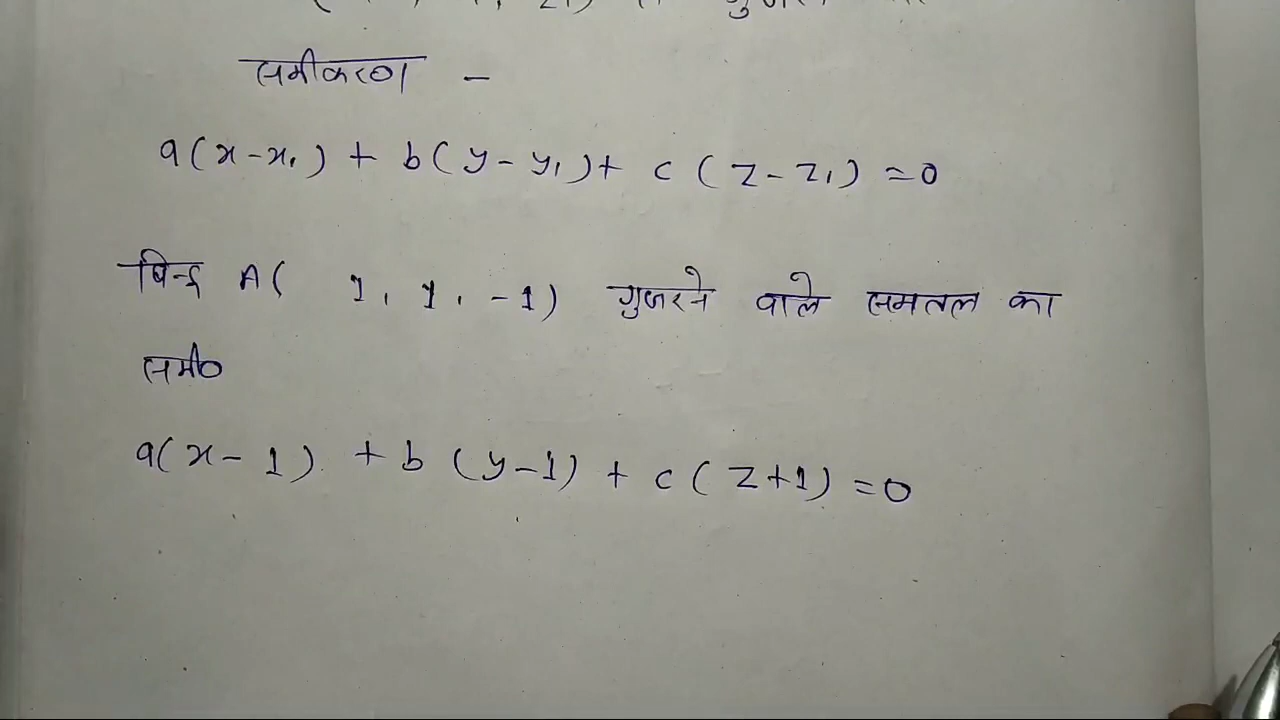 समीकरण -
a(x-x₁) + b(y-y₁)+ c(z-z₁) =0
बिन्दु A( 1, 1, -1) गुजरने वाले समतल का
समी०
a(x-1) +b (y-1) + c(z+1) =0